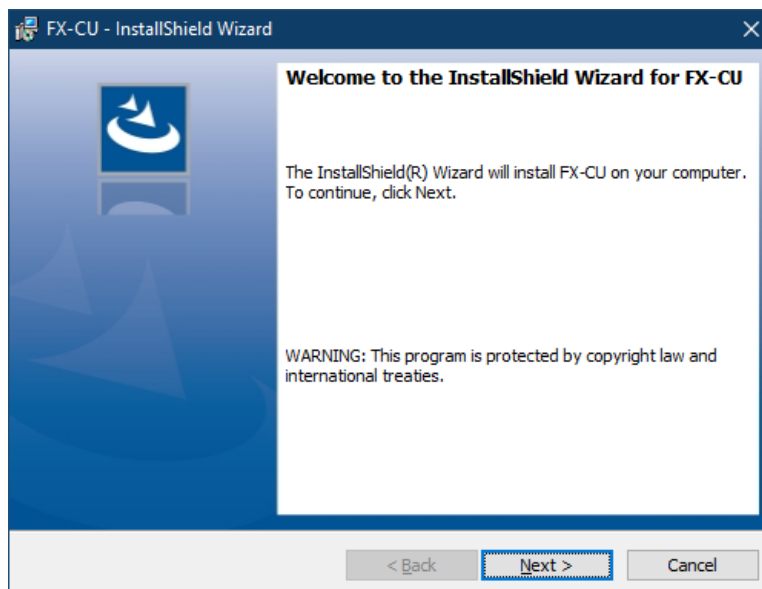 FX-CU - InstallShield Wizard
Welcome to the InstallShield Wizard for FX-CU
The InstallShield(R) Wizard will install FX-CU on your computer.
To continue, click Next.
WARNING: This program is protected by copyright law and
international treaties.
< Back Next > Cancel